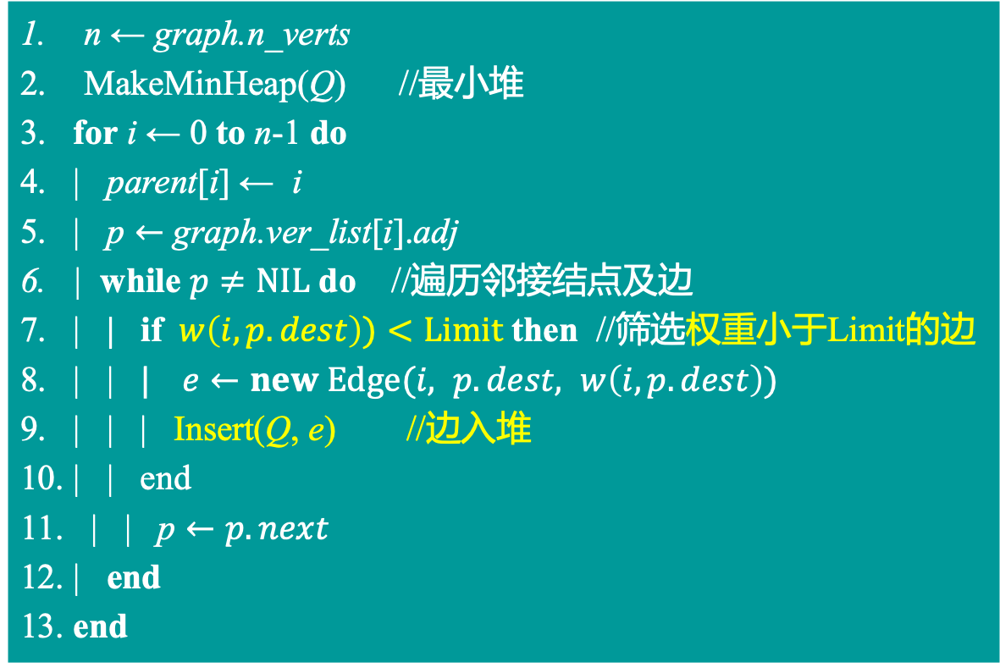 1. n ← graph.n_verts
2. MakeMinHeap(Q) //最小堆
3. for i ← 0 to n-1 do
4. | parent[i] ← i
5. | p ← graph.ver_list[i].adj
6. | while p ≠ NIL do //遍历邻接结点及边
7. | | if w(i,p.dest)) < Limit then //筛选权重小于Limit的边
8. | | | e ← new Edge(i, p.dest, w(i,p.dest))
9. | | | Insert(Q, e) //边入堆
10. | | end
11. | | p ← p.next
12. | end
13. end